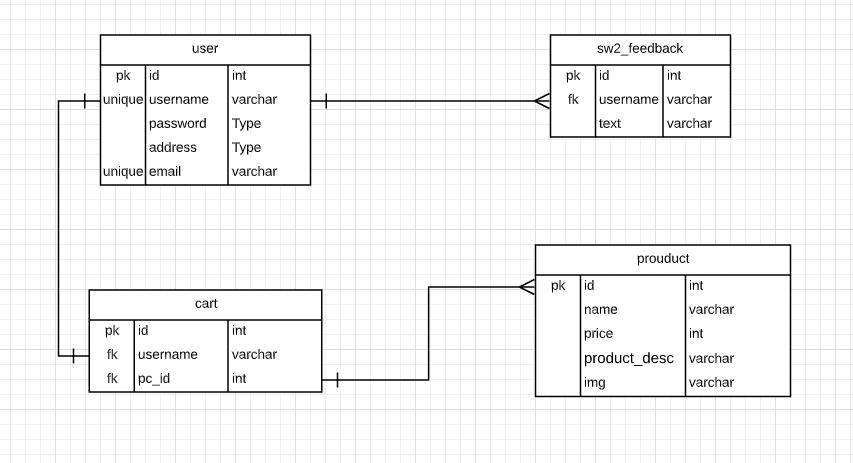 user
pk id int
unique username varchar
password Type
address Type
unique email varchar
sw2_feedback
pk id int
fk username varchar
text varchar
cart
pk id int
fk username varchar
fk pc_id int
prouduct
pk id int
name varchar
price int
product_desc varchar
img varchar